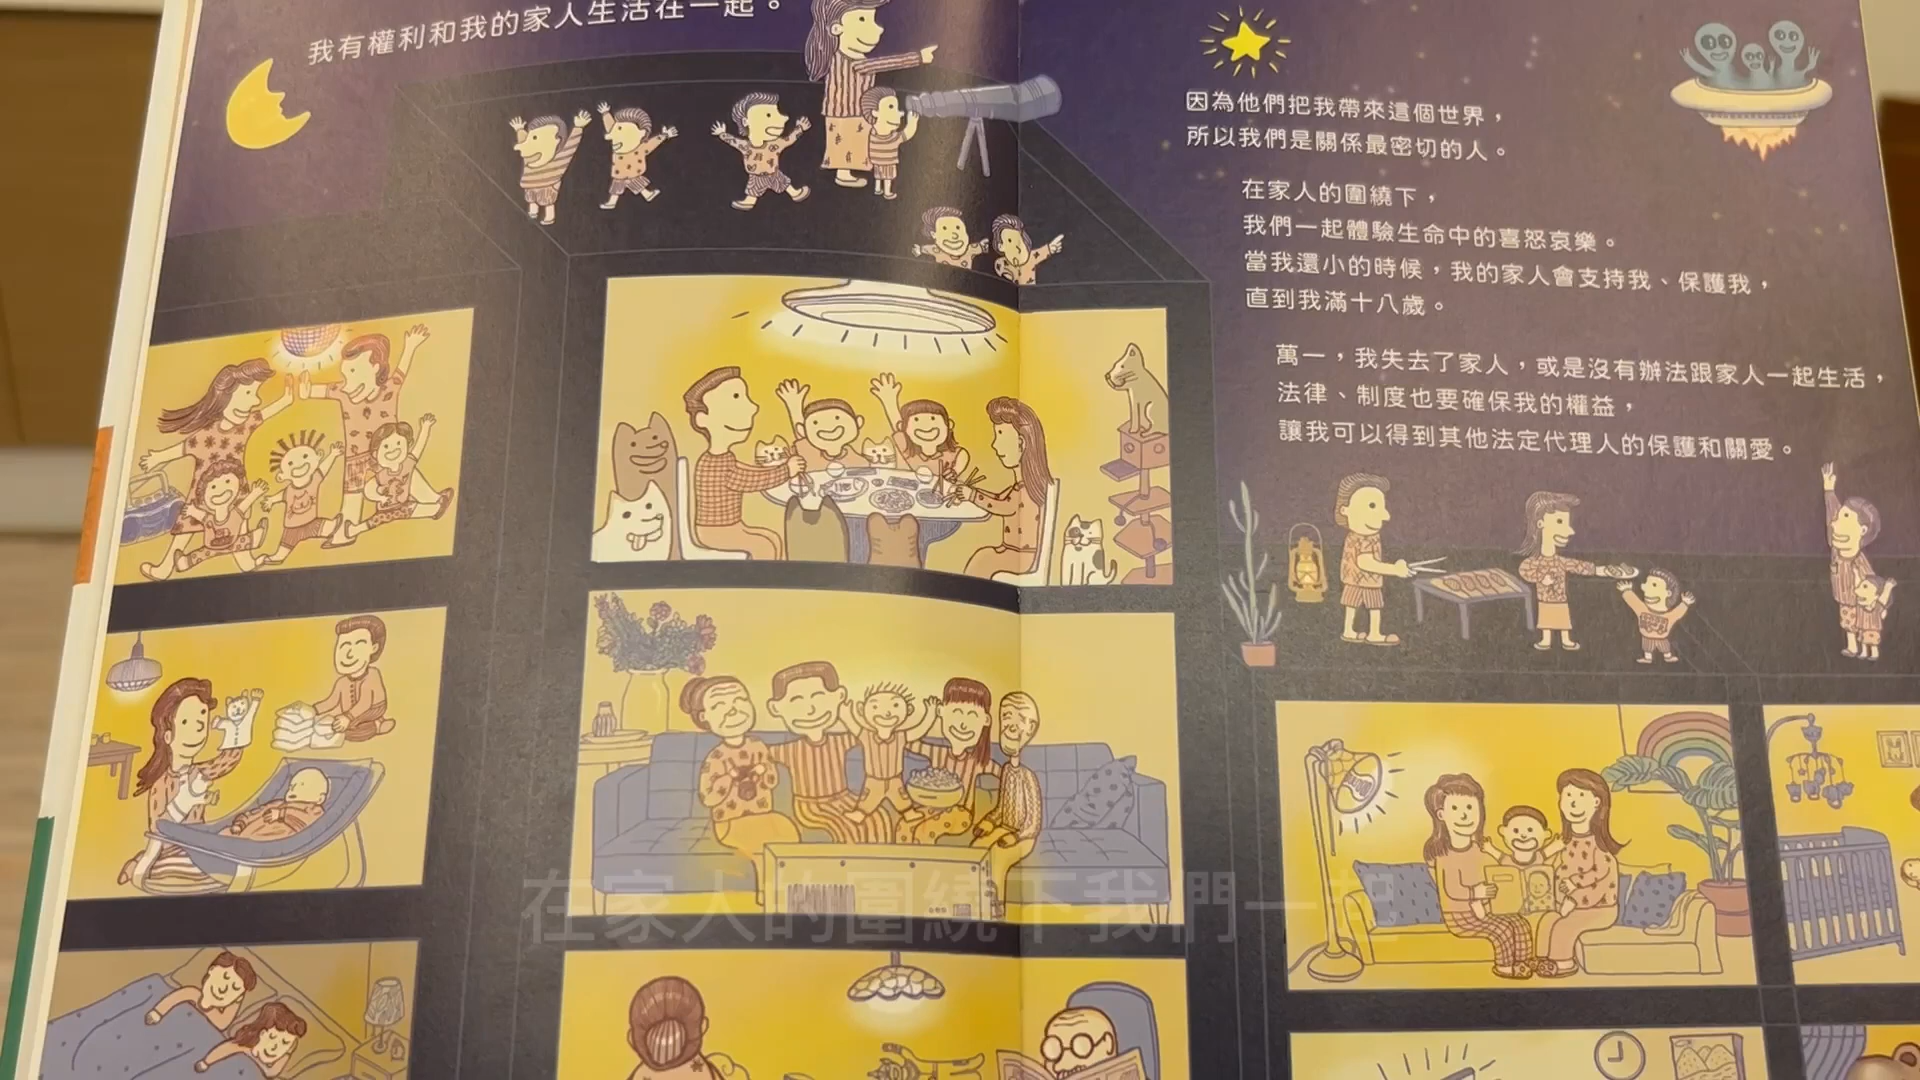 我有權利和我的家人生活在一起。
因為他們把我帶來這個世界，
所以我們是關係最密切的人。
在家人的圍繞下，
我們一起體驗生命中的喜怒哀樂。
當我還小的時候，我的家人會支持我、保護我，
直到我滿十八歲。
萬一，我失去了家人，或是沒有辦法跟家人一起生活，
法律、制度也要確保我的權益，
讓我可以得到其他法定代理人的保護和關愛。
在家人的圍繞下我們一起